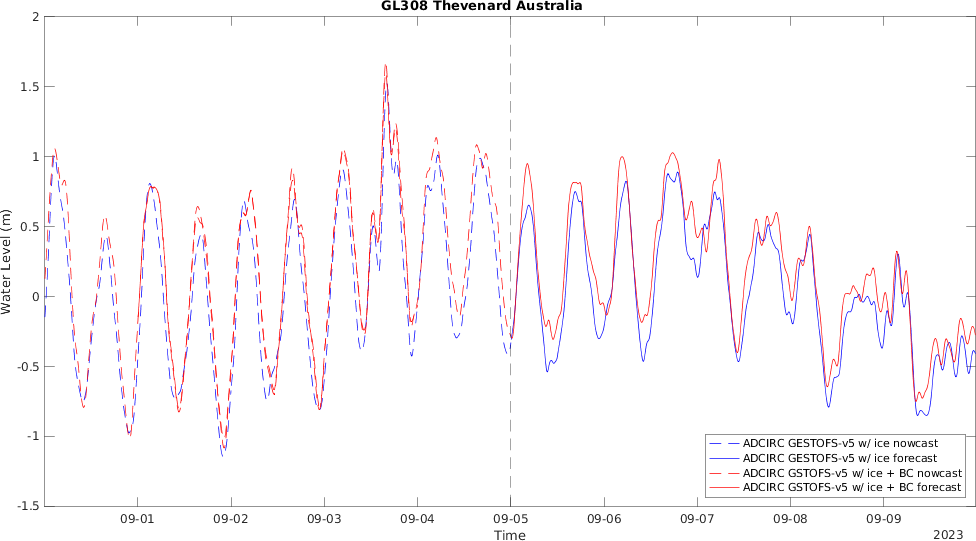 GL308 Thevenard Australia
2
1.5
1
0.5
0
-0.5
-1
-1.5
Water Level (m)
ADCIRC GESTOFS-v5 w/ ice nowcast
ADCIRC GESTOFS-v5 w/ ice forecast
ADCIRC GSTOFS-v5 w/ ice + BC nowcast
ADCIRC GSTOFS-v5 w/ ice + BC forecast
09-01 09-02 09-03 09-04 09-05 09-06 09-07 09-08 09-09
Time
2023